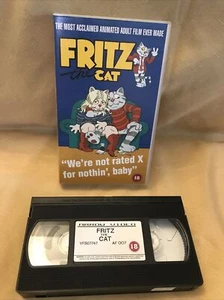 THE MOST ACCLAIMED ANIMATED ADULT FILM EVER MADE
FRITZ
the
CAT
"We're not rated X
for nothin', baby"
18
FRITZ
THE
CAT
18